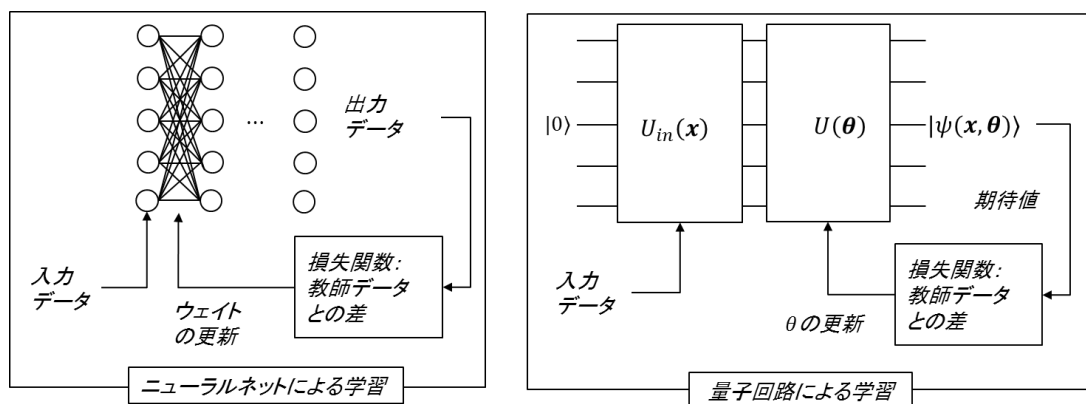 出力
データ
...
入力
データ
ウェイト
の更新
損失関数:
教師データ
との差
ニューラルネットによる学習
|0⟩
U_in(x)
U(θ)
|ψ(x, θ)⟩
期待値
入力
データ
θの更新
損失関数:
教師データ
との差
量子回路による学習